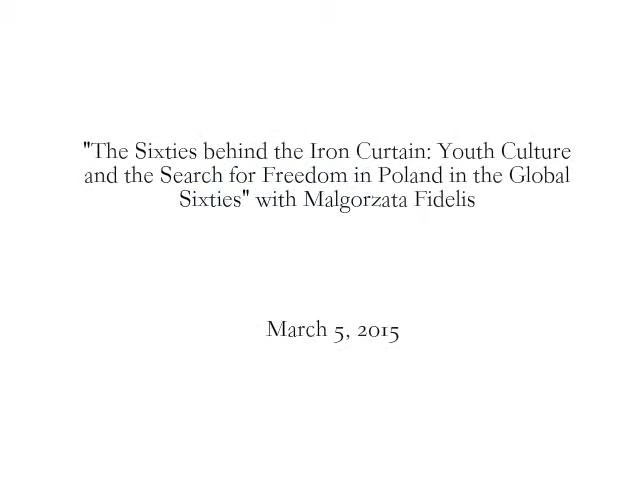 "The Sixties behind the Iron Curtain: Youth Culture
and the Search for Freedom in Poland in the Global
Sixties" with Malgorzata Fidelis
March 5, 2015